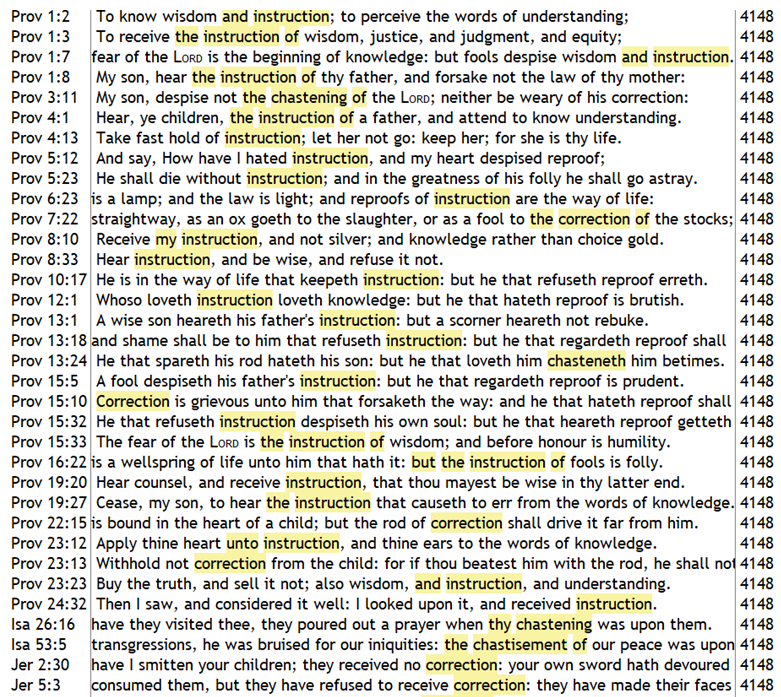 Prov 1:2 To know wisdom and instruction; to perceive the words of understanding; 4148
Prov 1:3 To receive the instruction of wisdom, justice, and judgment, and equity; 4148
Prov 1:7 fear of the LORD is the beginning of knowledge: but fools despise wisdom and instruction. 4148
Prov 1:8 My son, hear the instruction of thy father, and forsake not the law of thy mother: 4148
Prov 3:11 My son, despise not the chastening of the LORD; neither be weary of his correction: 4148
Prov 4:1 Hear, ye children, the instruction of a father, and attend to know understanding. 4148
Prov 4:13 Take fast hold of instruction; let her not go: keep her; for she is thy life. 4148
Prov 5:12 And say, How have I hated instruction, and my heart despised reproof; 4148
Prov 5:23 He shall die without instruction; and in the greatness of his folly he shall go astray. 4148
Prov 6:23 is a lamp; and the law is light; and reproofs of instruction are the way of life: 4148
Prov 7:22 straightway, as an ox goeth to the slaughter, or as a fool to the correction of the stocks; 4148
Prov 8:10 Receive my instruction, and not silver; and knowledge rather than choice gold. 4148
Prov 8:33 Hear instruction, and be wise, and refuse it not. 4148
Prov 10:17 He is in the way of life that keepeth instruction: but he that refuseth reproof erreth. 4148
Prov 12:1 Whoso loveth instruction loveth knowledge: but he that hateth reproof is brutish. 4148
Prov 13:1 A wise son heareth his father's instruction: but a scorner heareth not rebuke. 4148
Prov 13:18 and shame shall be to him that refuseth instruction: but he that regardeth reproof shall 4148
Prov 13:24 He that spareth his rod hateth his son: but he that loveth him chasteneth him betimes. 4148
Prov 15:5 A fool despiseth his father's instruction: but he that regardeth reproof is prudent. 4148
Prov 15:10 Correction is grievous unto him that forsaketh the way: and he that hateth reproof shall 4148
Prov 15:32 He that refuseth instruction despiseth his own soul: but he that heareth reproof getteth 4148
Prov 15:33 The fear of the LORD is the instruction of wisdom; and before honour is humility. 4148
Prov 16:22 is a wellspring of life unto him that hath it: but the instruction of fools is folly. 4148
Prov 19:20 Hear counsel, and receive instruction, that thou mayest be wise in thy latter end. 4148
Prov 19:27 Cease, my son, to hear the instruction that causeth to err from the words of knowledge. 4148
Prov 22:15 is bound in the heart of a child; but the rod of correction shall drive it far from him. 4148
Prov 23:12 Apply thine heart unto instruction, and thine ears to the words of knowledge. 4148
Prov 23:13 Withhold not correction from the child: for if thou beatest him with the rod, he shall not 4148
Prov 23:23 Buy the truth, and sell it not; also wisdom, and instruction, and understanding. 4148
Prov 24:32 Then I saw, and considered it well: I looked upon it, and received instruction. 4148
Isa 26:16 have they visited thee, they poured out a prayer when thy chastening was upon them. 4148
Isa 53:5 transgressions, he was bruised for our iniquities: the chastisement of our peace was upon 4148
Jer 2:30 have I smitten your children; they received no correction: your own sword hath devoured 4148
Jer 5:3 consumed them, but they have refused to receive correction: they have made their faces 4148